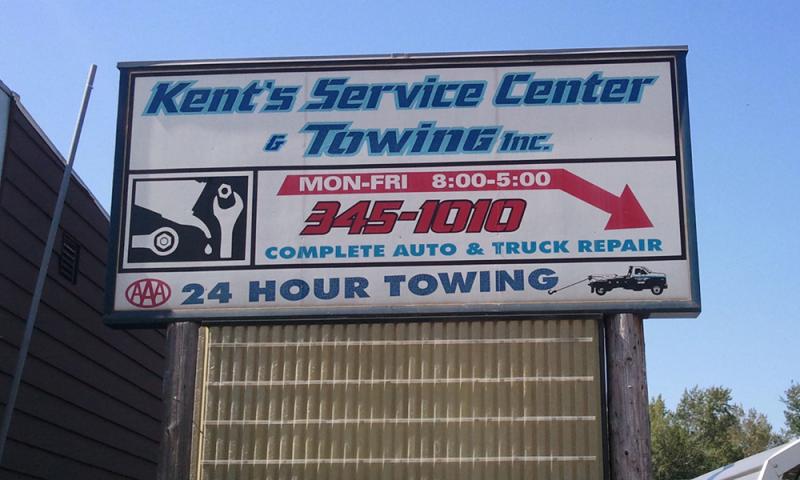 Kent's Service Center
& Towing Inc.
MON-FRI 8:00-5:00
345-1010
COMPLETE AUTO & TRUCK REPAIR
AAA 24 HOUR TOWING